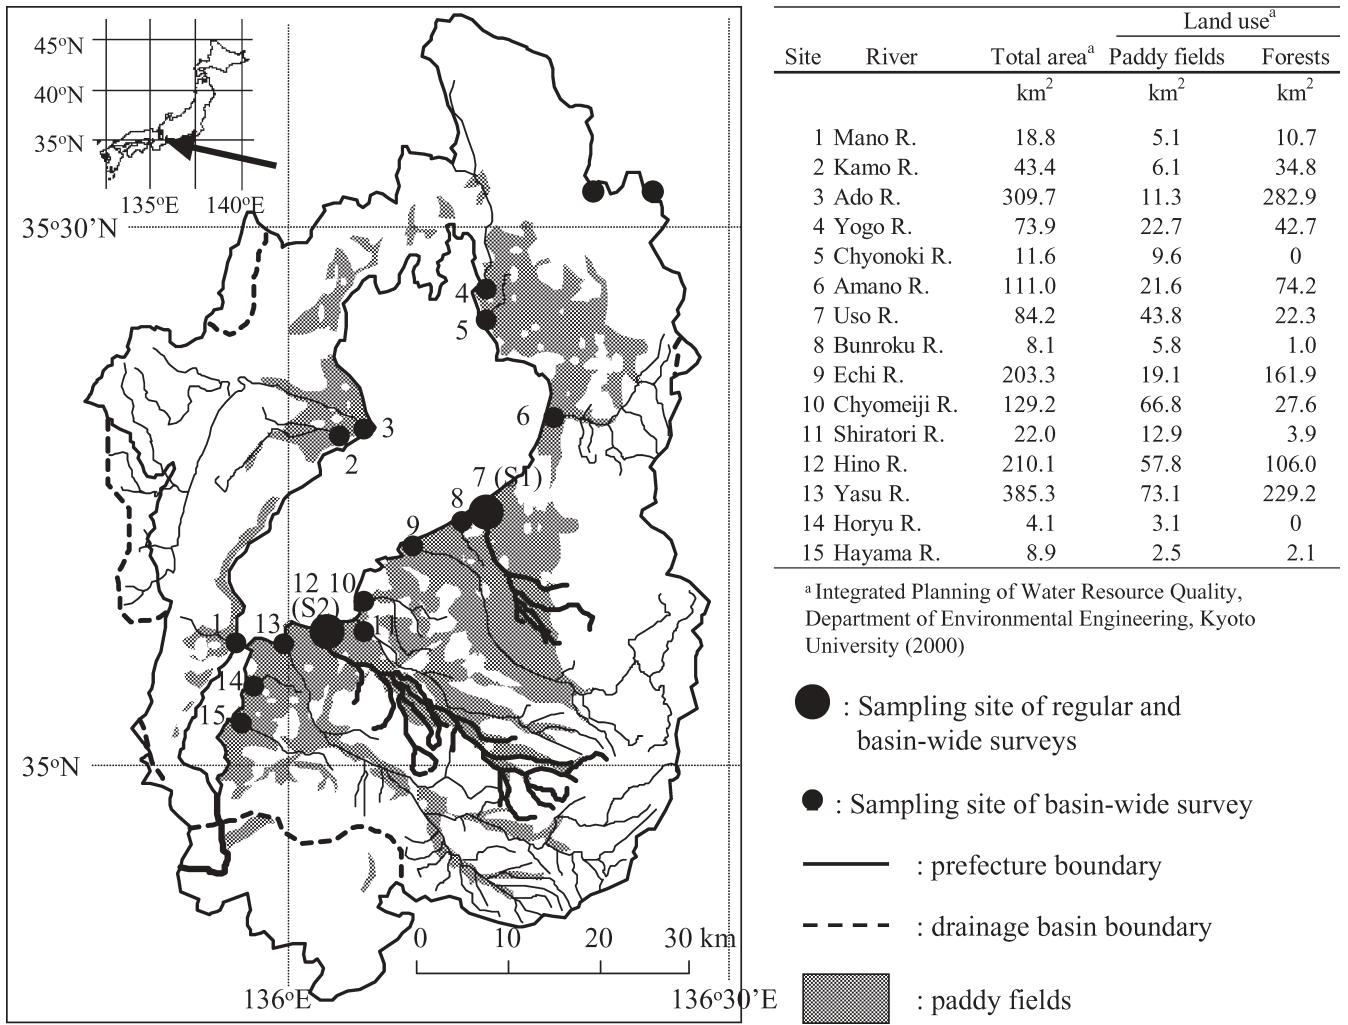 45°N
40°N
35°N
135°E 140°E
35°30'N
4
5
3
2
6
7 (S1)
8
9
12 10
(S2)
11
1 13
14
15
35°N
0 10 20 30 km
136°E
136°30'E
Land use^a
Site River Total area^a Paddy fields Forests
km² km² km²
1 Mano R. 18.8 5.1 10.7
2 Kamo R. 43.4 6.1 34.8
3 Ado R. 309.7 11.3 282.9
4 Yogo R. 73.9 22.7 42.7
5 Chyonoki R. 11.6 9.6 0
6 Amano R. 111.0 21.6 74.2
7 Uso R. 84.2 43.8 22.3
8 Bunroku R. 8.1 5.8 1.0
9 Echi R. 203.3 19.1 161.9
10 Chyomeiji R. 129.2 66.8 27.6
11 Shiratori R. 22.0 12.9 3.9
12 Hino R. 210.1 57.8 106.0
13 Yasu R. 385.3 73.1 229.2
14 Horyu R. 4.1 3.1 0
15 Hayama R. 8.9 2.5 2.1
^a Integrated Planning of Water Resource Quality,
Department of Environmental Engineering, Kyoto
University (2000)
: Sampling site of regular and
basin-wide surveys
: Sampling site of basin-wide survey
: prefecture boundary
: drainage basin boundary
: paddy fields